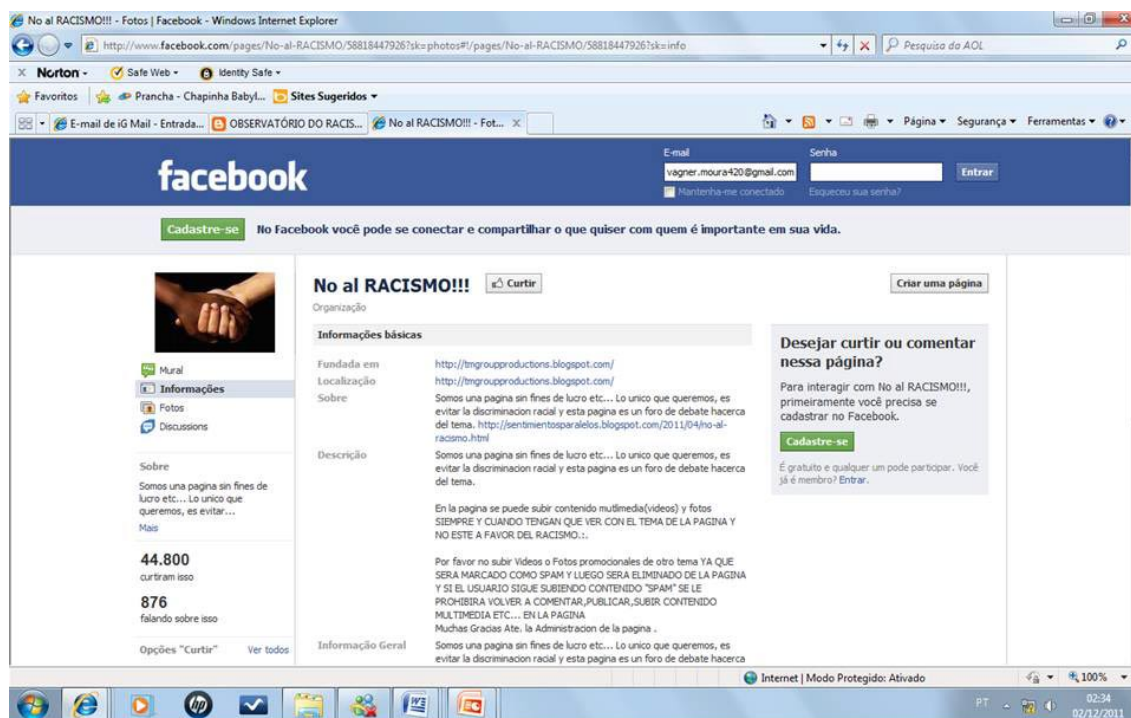 No al RACISMO!!! - Fotos | Facebook - Windows Internet Explorer
http://www.facebook.com/pages/No-al-RACISMO/58818447926?sk=photos#!/pages/No-al-RACISMO/58818447926?sk=info
Pesquisa da AOL
X Norton - Safe Web Identity Safe
Favoritos Prancha - Chapinha Babyl... Sites Sugeridos
E-mail de iG Mail - Entrada... OBSERVATÓRIO DO RACIS... No al RACISMO!!! - Fot... X Página Segurança Ferramentas
E-mail Senha
facebook
vagner.moura420@gmail.com Entrar
Mantenha-me conectado Esqueceu sua senha?
Cadastre-se No Facebook você pode se conectar e compartilhar o que quiser com quem é importante em sua vida.
No al RACISMO!!! Curtir Criar uma página
Organização
Informações básicas
Fundada em http://tmgroupproductions.blogspot.com/
Localização http://tmgroupproductions.blogspot.com/
Sobre Somos una pagina sin fines de lucro etc... Lo unico que queremos, es
evitar la discriminacion racial y esta pagina es un foro de debate hacerca
del tema. http://sentimientosparalelos.blogspot.com/2011/04/no-al-
racismo.html
Descrição Somos una pagina sin fines de lucro etc... Lo unico que queremos, es
evitar la discriminacion racial y esta pagina es un foro de debate hacerca
del tema.
En la pagina se puede subir contenido mutlimedia(videos) y fotos
SIEMPRE Y CUANDO TENGAN QUE VER CON EL TEMA DE LA PAGINA Y
NO ESTE A FAVOR DEL RACISMO.:.
Por favor no subir Videos o Fotos promocionales de otro tema YA QUE
SERA MARCADO COMO SPAM Y LUEGO SERA ELIMINADO DE LA PAGINA
Y SI EL USUARIO SIGUE SUBIENDO CONTENIDO "SPAM" SE LE
PROHIBIRA VOLVER A COMENTAR,PUBLICAR,SUBIR CONTENIDO
MULTIMEDIA ETC... EN LA PAGINA
Muchas Gracias Ate. la Administracion de la pagina .
Informação Geral Somos una pagina sin fines de lucro etc... Lo unico que queremos, es
evitar la discriminacion racial y esta pagina es un foro de debate hacerca
Mural
Informações
Fotos
Discussions
Sobre
Somos una pagina sin fines de
lucro etc... Lo unico que
queremos, es evitar...
Mais
44.800
curtiram isso
876
falando sobre isso
Opções "Curtir" Ver todos
Desejar curtir ou comentar
nessa página?
Para interagir com No al RACISMO!!!,
primeiramente você precisa se
cadastrar no Facebook.
Cadastre-se
É gratuito e qualquer um pode participar. Você
já é membro? Entrar.
Internet | Modo Protegido: Ativado 100%
hp PT 02:34
02/12/2011